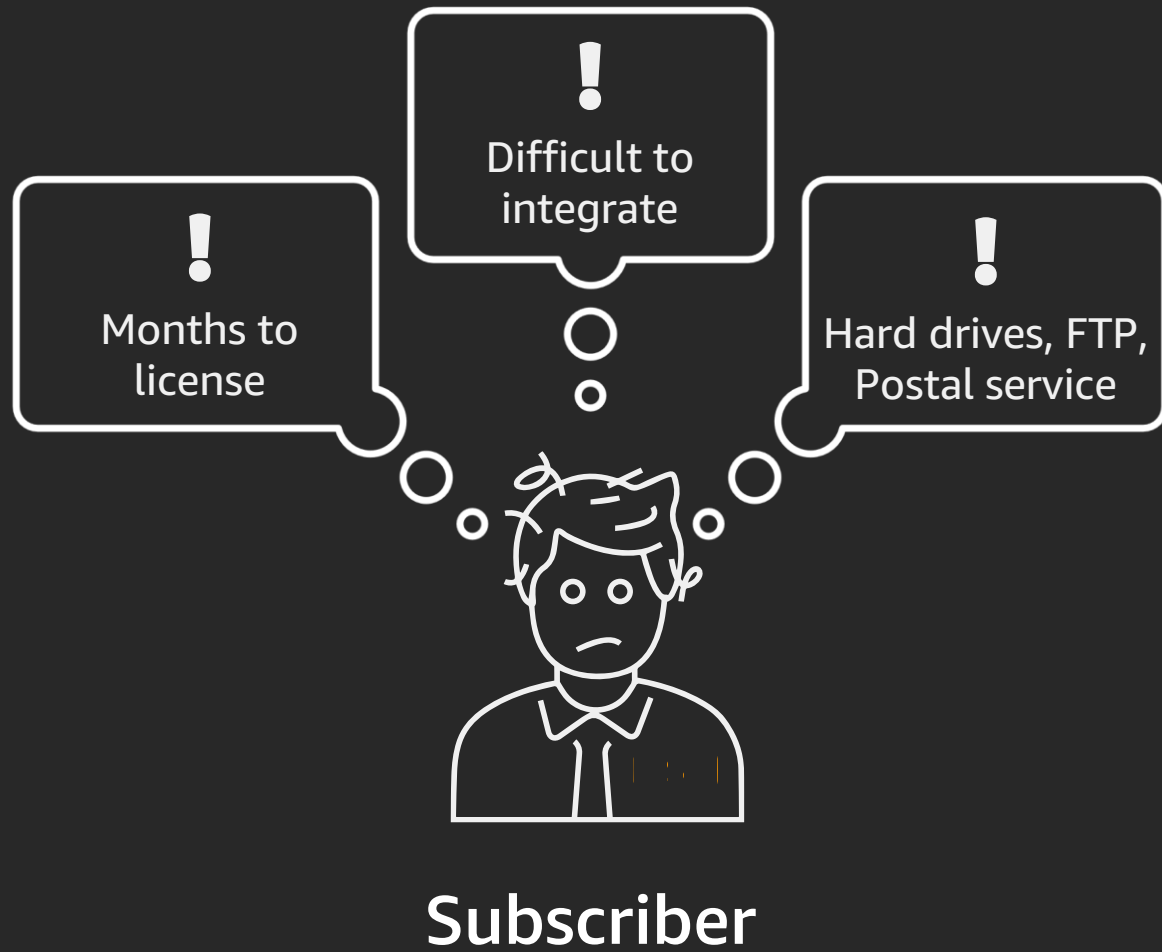 !
Difficult to
integrate
!
Months to
license
!
Hard drives, FTP,
Postal service
Subscriber